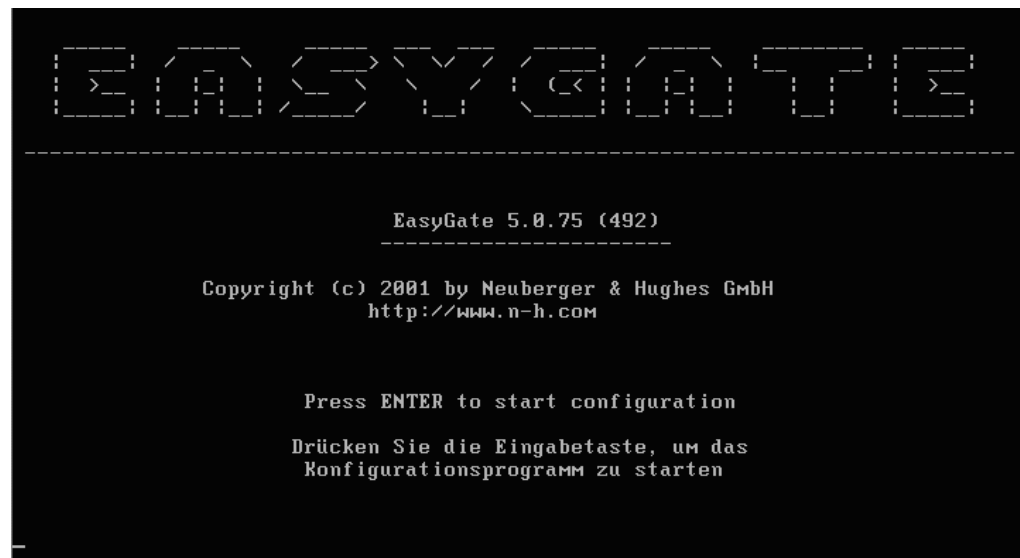 EASYGATE
EasyGate 5.0.75 (492)
Copyright (c) 2001 by Neuberger & Hughes GmbH
http://www.n-h.com
Press ENTER to start configuration
Drücken Sie die Eingabetaste, um das
Konfigurationsprogramm zu starten